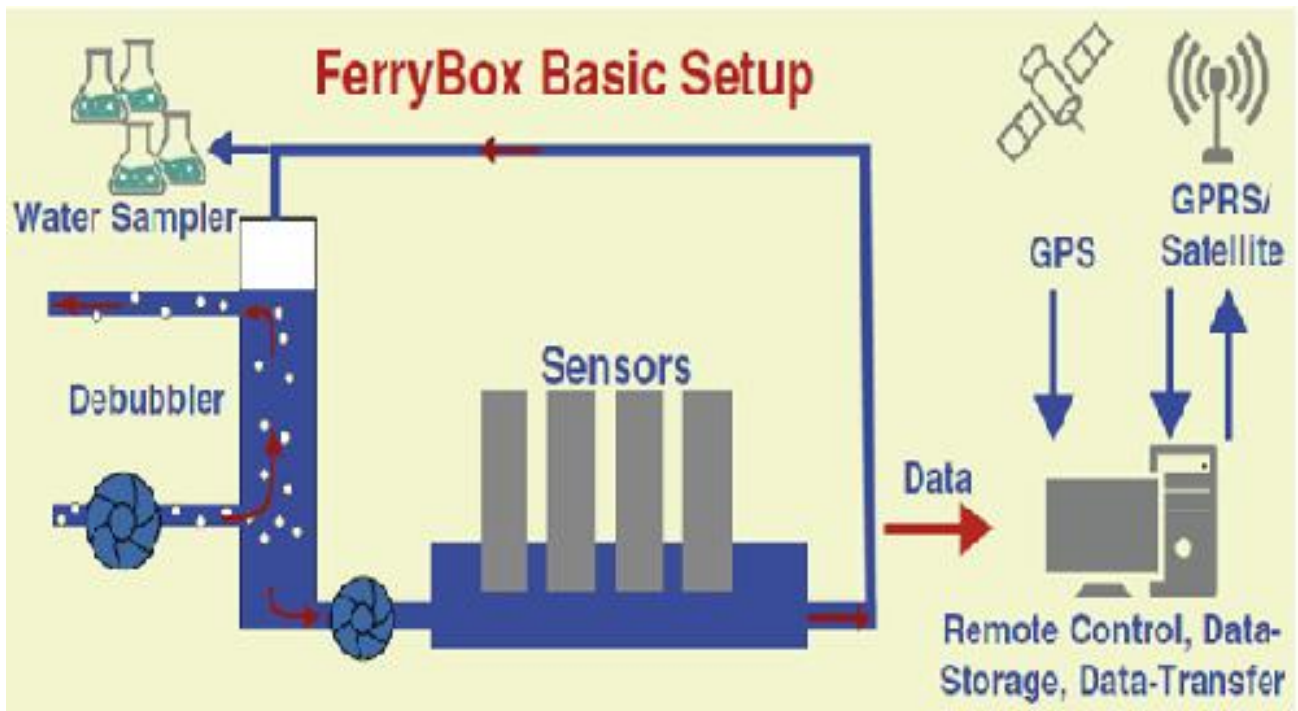 FerryBox Basic Setup
Water Sampler
GPRS/
Satellite
GPS
Sensors
Debubbler
Data
Remote Control, Data-
Storage, Data-Transfer